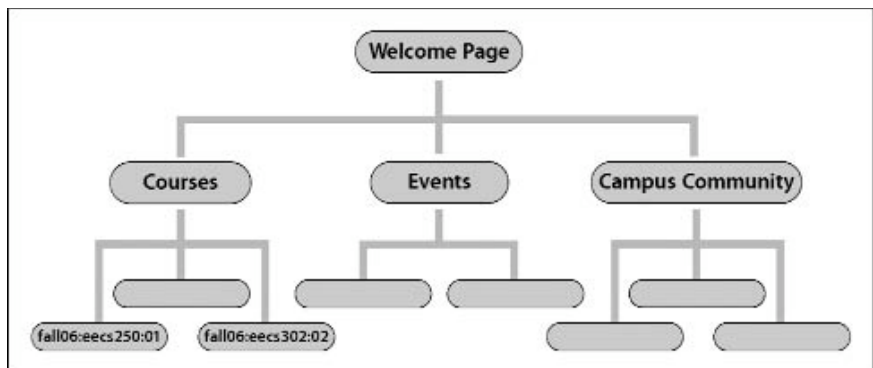 Welcome Page
Courses
Events
Campus Community
fall06:eecs250:01
fall06:eecs302:02